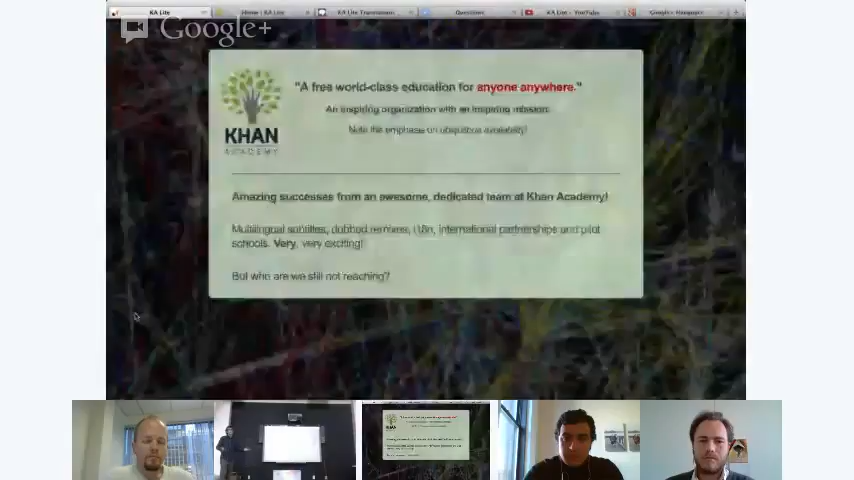 KA Lite
Home | KA Lite
KA Lite Translations
Questions
KA Lite - YouTube
Google+ Hangouts
Google+
"A free world-class education for anyone anywhere."
An inspiring organization with an inspiring mission.
Note the emphasis on ubiquitous availability!
KHAN
ACADEMY
Amazing successes from an awesome, dedicated team at Khan Academy!
Multilingual subtitles, dubbed remixes, i18n, international partnerships and pilot
schools. Very, very exciting!
But who are we still not reaching?